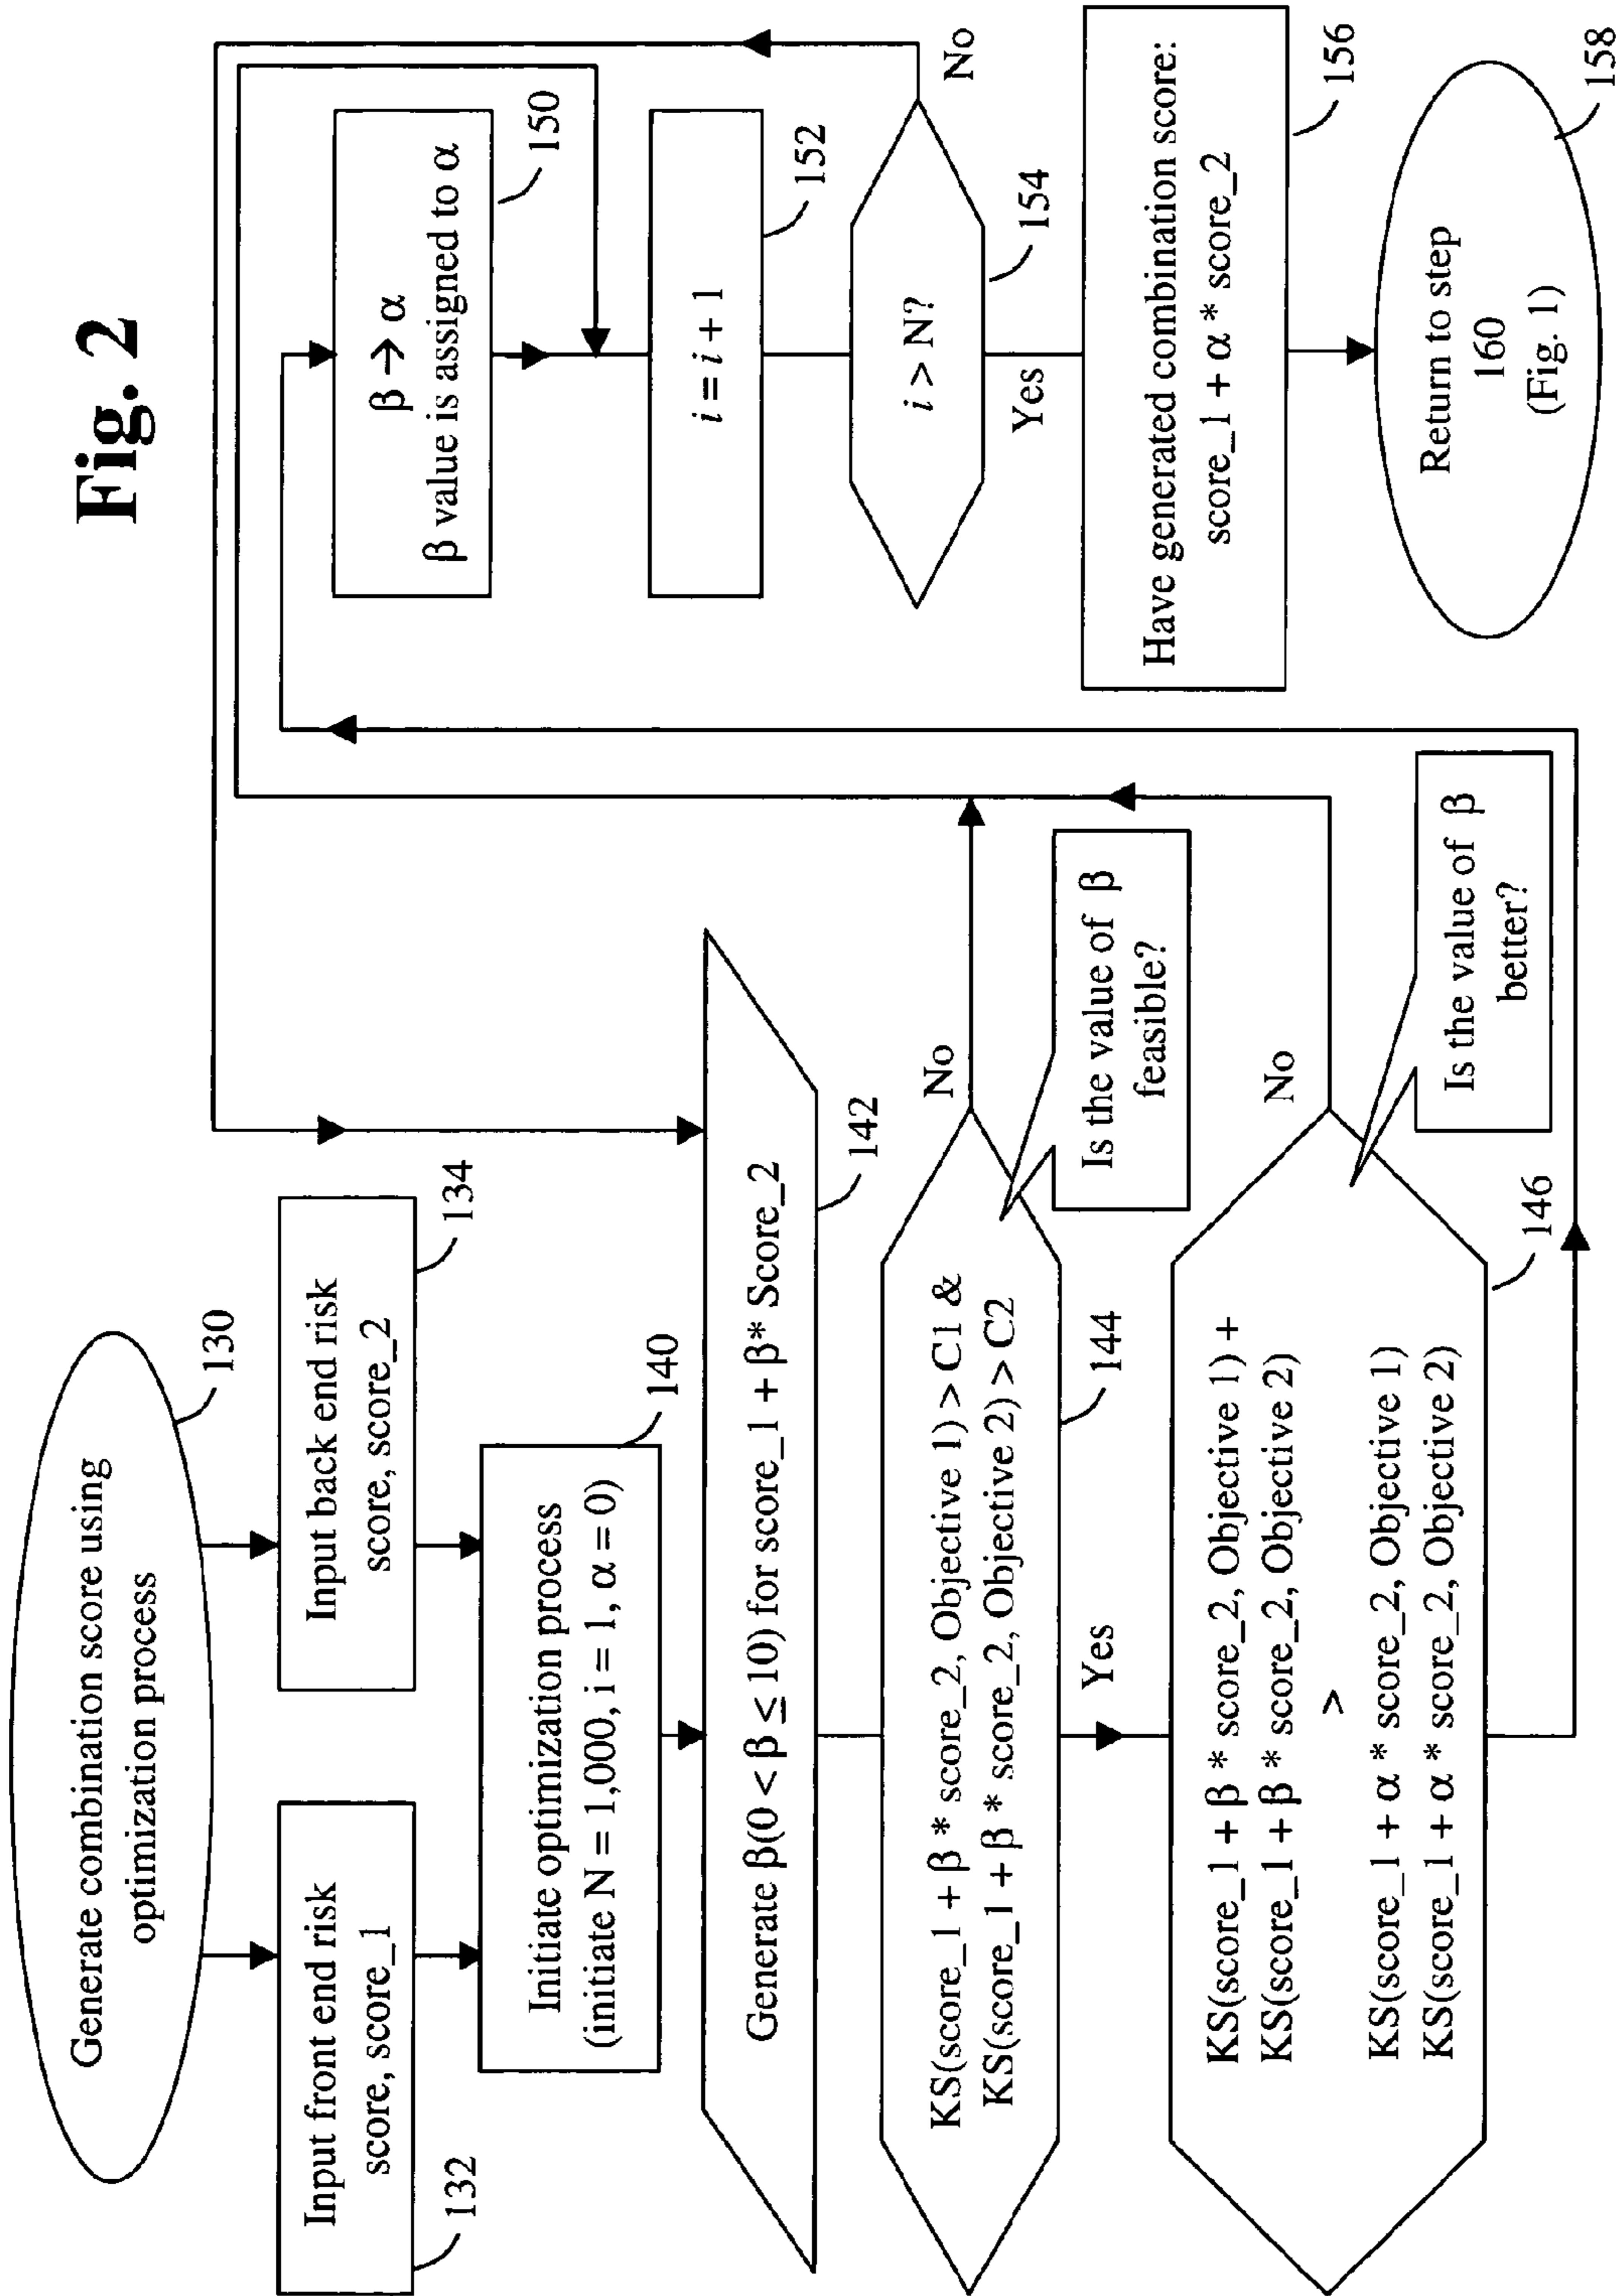 Fig. 2
Generate combination score using
optimization process
130
Input front end risk
score, score_1
132
Input back end risk
score, score_2
134
Initiate optimization process
(initiate N = 1,000, i = 1, α = 0)
140
Generate β(0 < β ≤ 10) for score_1 + β* Score_2
142
KS(score_1 + β * score_2, Objective 1) > C1 &
KS(score_1 + β * score_2, Objective 2) > C2
144
No
Is the value of β
feasible?
Yes
KS(score_1 + β * score_2, Objective 1) +
KS(score_1 + β * score_2, Objective 2)
>
KS(score_1 + α * score_2, Objective 1)
KS(score_1 + α * score_2, Objective 2)
146
No
Is the value of β
better?
β → α
β value is assigned to α
150
i = i + 1
152
i > N?
154
No
Yes
Have generated combination score:
score_1 + α * score_2
156
Return to step
160
(Fig. 1)
158